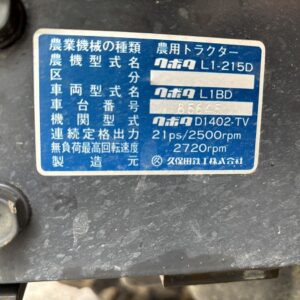 農業機械の種類 農用トラクター
農機型式名 クボタ L1-215D
区分
車両型式名 クボタ L1BD
車台番号
機関型式名 クボタ D1402-TV
連続定格出力 21ps/2500rpm
無負荷最高回転速度 2720rpm
製造元 久保田鉄工株式会社